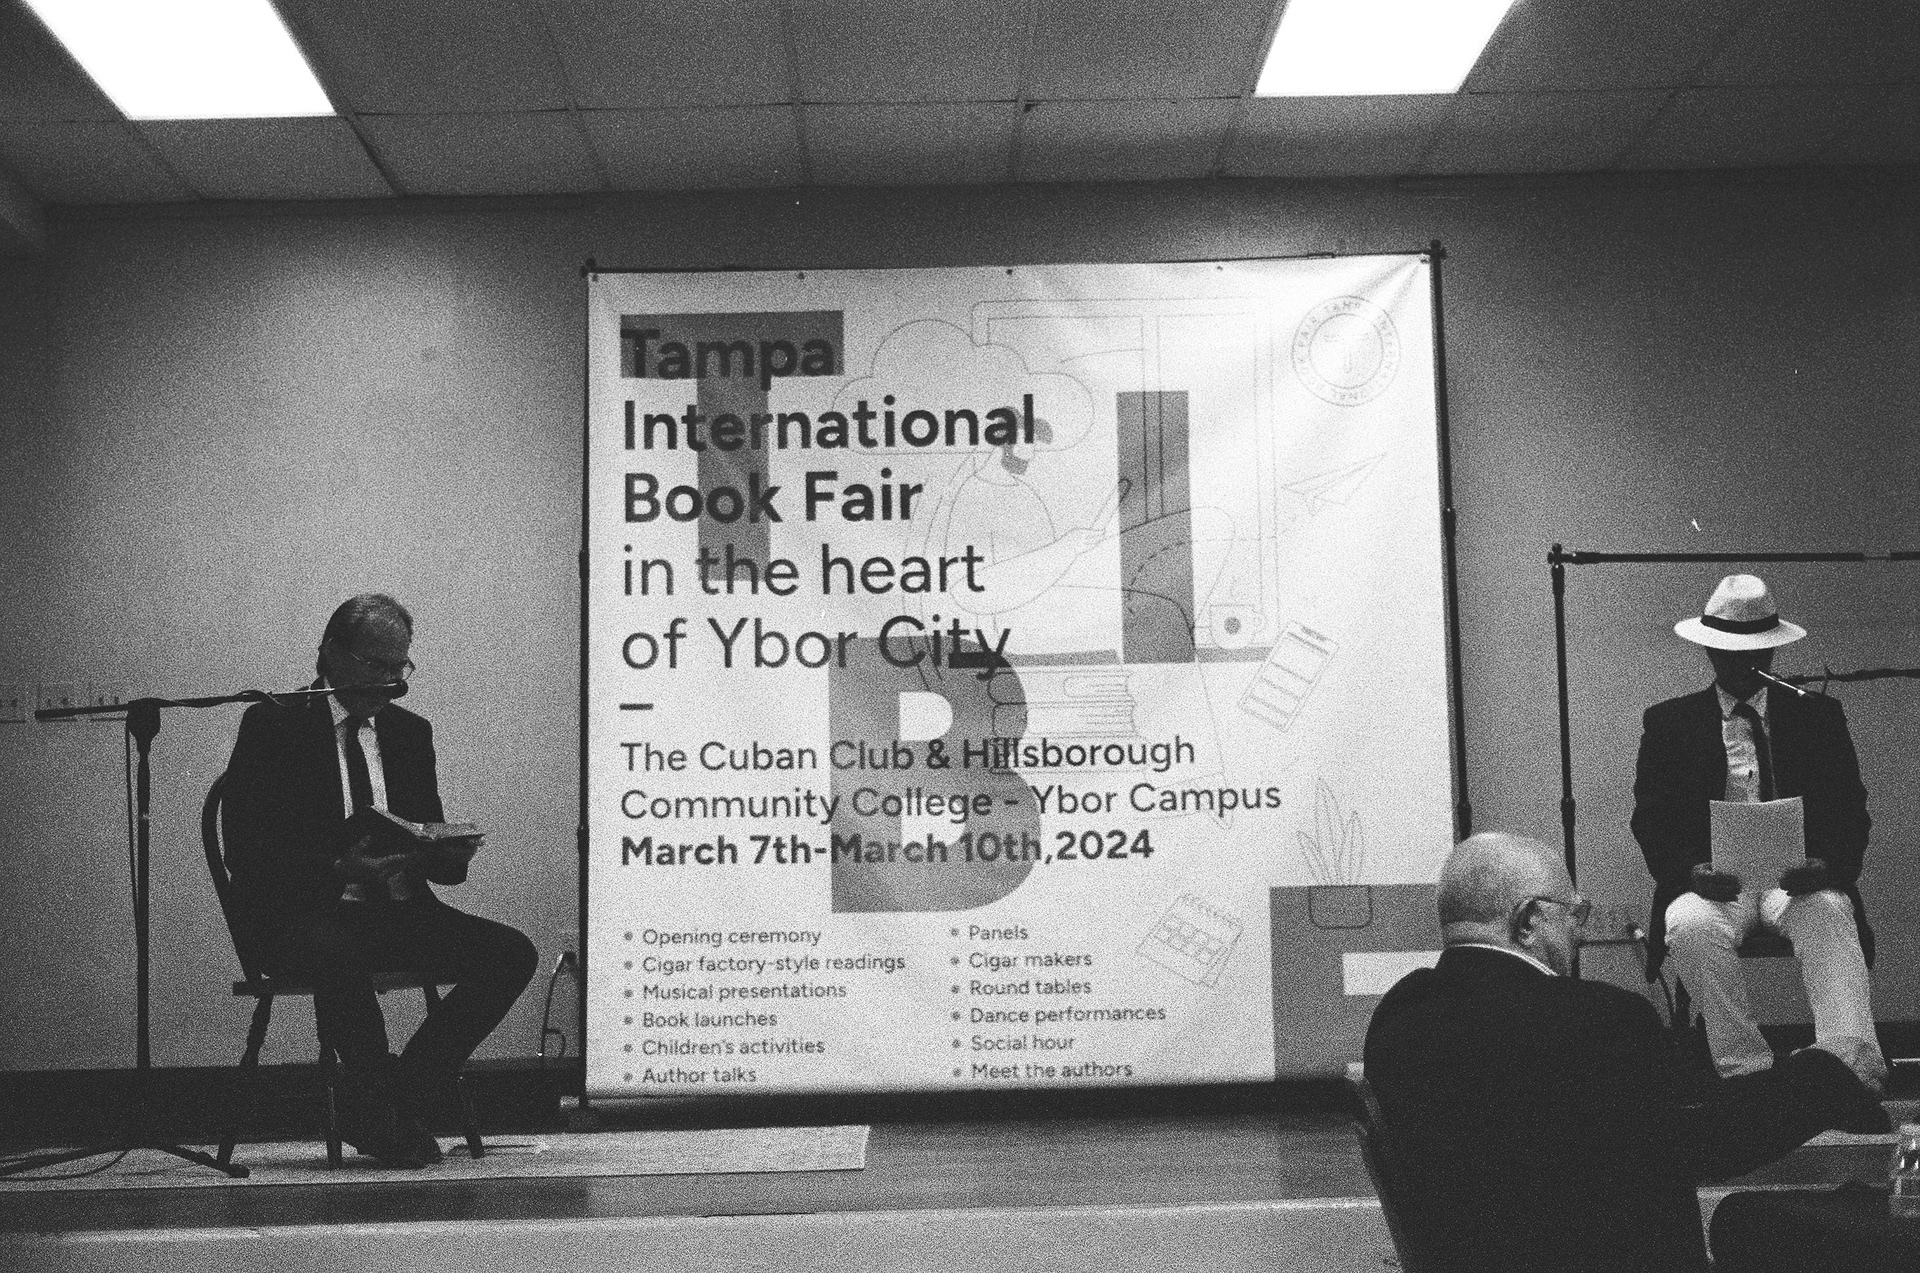 Tampa
International
Book Fair
in the heart
of Ybor City
–
The Cuban Club & Hillsborough
Community College - Ybor Campus
March 7th-March 10th,2024
• Opening ceremony
• Cigar factory-style readings
• Musical presentations
• Book launches
• Children's activities
• Author talks
• Panels
• Cigar makers
• Round tables
• Dance performances
• Social hour
• Meet the authors
T
I
B
F